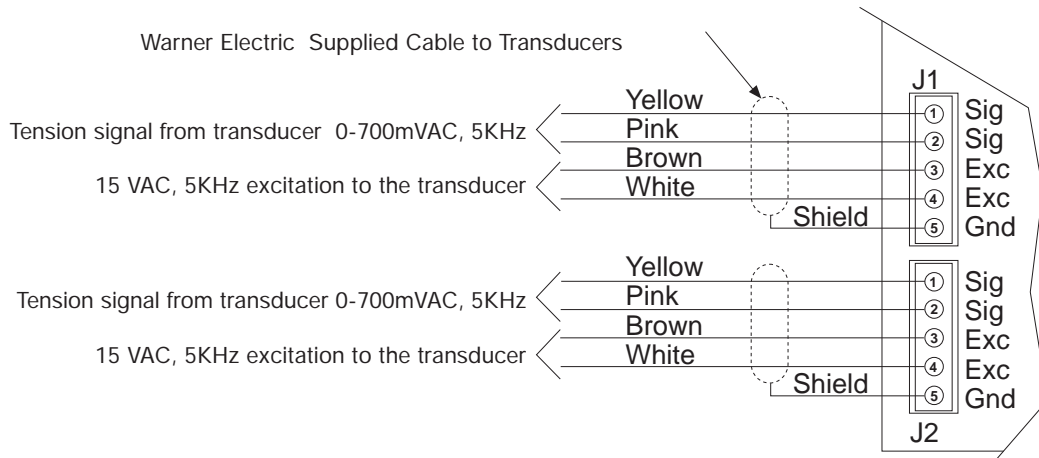 Warner Electric Supplied Cable to Transducers
J1
Yellow
1 Sig
Tension signal from transducer 0-700mVAC, 5KHz
Pink
2 Sig
Brown
3 Exc
15 VAC, 5KHz excitation to the transducer
White
4 Exc
Shield
5 Gnd
Yellow
1 Sig
Tension signal from transducer 0-700mVAC, 5KHz
Pink
2 Sig
Brown
3 Exc
15 VAC, 5KHz excitation to the transducer
White
4 Exc
Shield
5 Gnd
J2